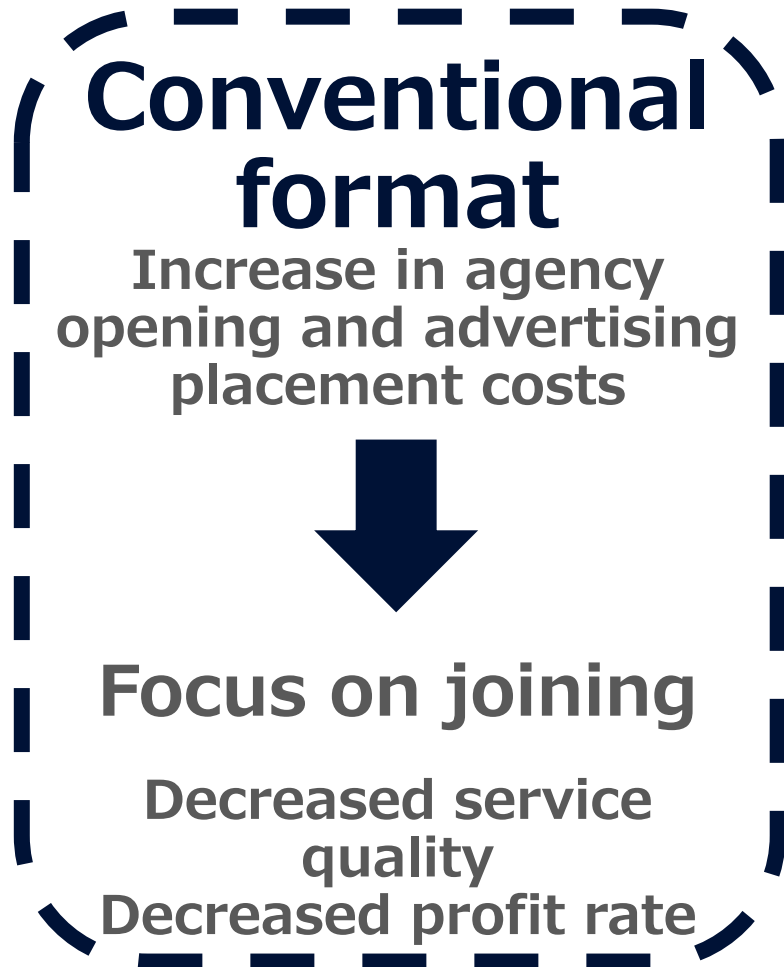 Conventional
format
Increase in agency
opening and advertising
placement costs
Focus on joining
Decreased service
quality
Decreased profit rate